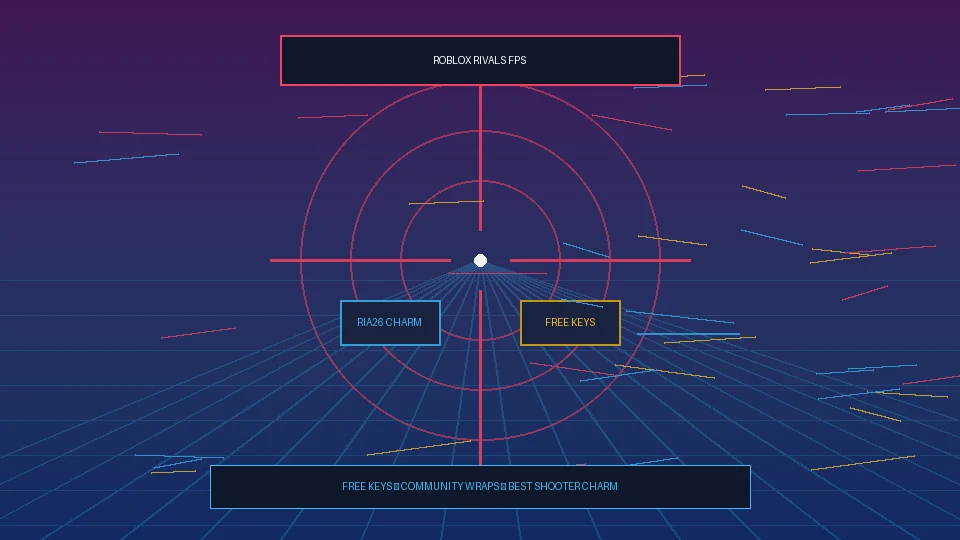 ROBLOX RIVALS FPS
RIA26 CHARM
FREE KEYS
FREE KEYS▯COMMUNITY WRAPS▯BEST SHOOTER CHARM